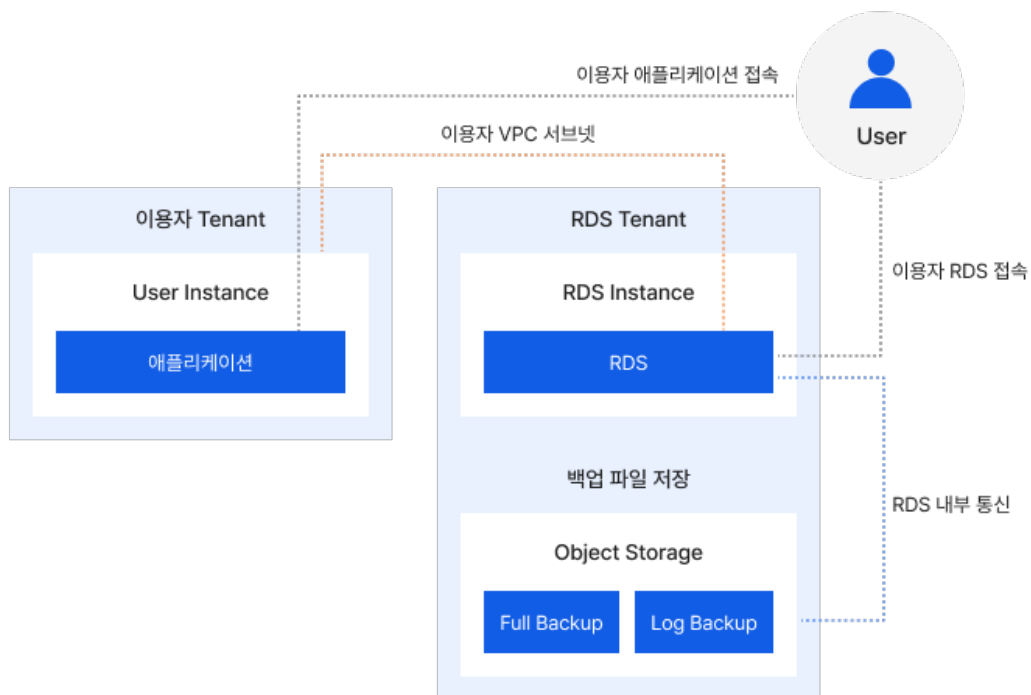 이용자 애플리케이션 접속
User
이용자 VPC 서브넷
이용자 Tenant
RDS Tenant
이용자 RDS 접속
User Instance
RDS Instance
애플리케이션
RDS
백업 파일 저장
RDS 내부 통신
Object Storage
Full Backup
Log Backup